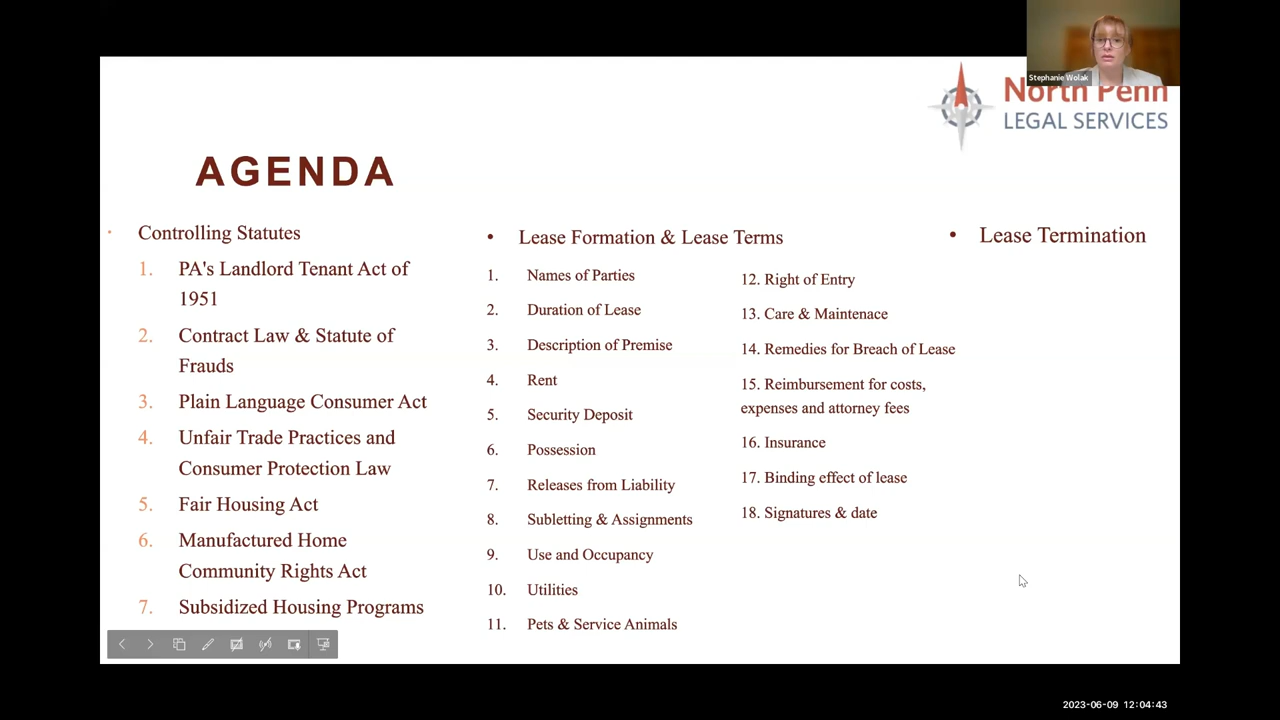 Stephanie Wolak
North Penn
LEGAL SERVICES
AGENDA
• Controlling Statutes
1. PA's Landlord Tenant Act of
1951
2. Contract Law & Statute of
Frauds
3. Plain Language Consumer Act
4. Unfair Trade Practices and
Consumer Protection Law
5. Fair Housing Act
6. Manufactured Home
Community Rights Act
7. Subsidized Housing Programs
• Lease Formation & Lease Terms
1. Names of Parties
2. Duration of Lease
3. Description of Premise
4. Rent
5. Security Deposit
6. Possession
7. Releases from Liability
8. Subletting & Assignments
9. Use and Occupancy
10. Utilities
11. Pets & Service Animals
12. Right of Entry
13. Care & Maintenace
14. Remedies for Breach of Lease
15. Reimbursement for costs,
expenses and attorney fees
16. Insurance
17. Binding effect of lease
18. Signatures & date
• Lease Termination
2023-06-09 12:04:43